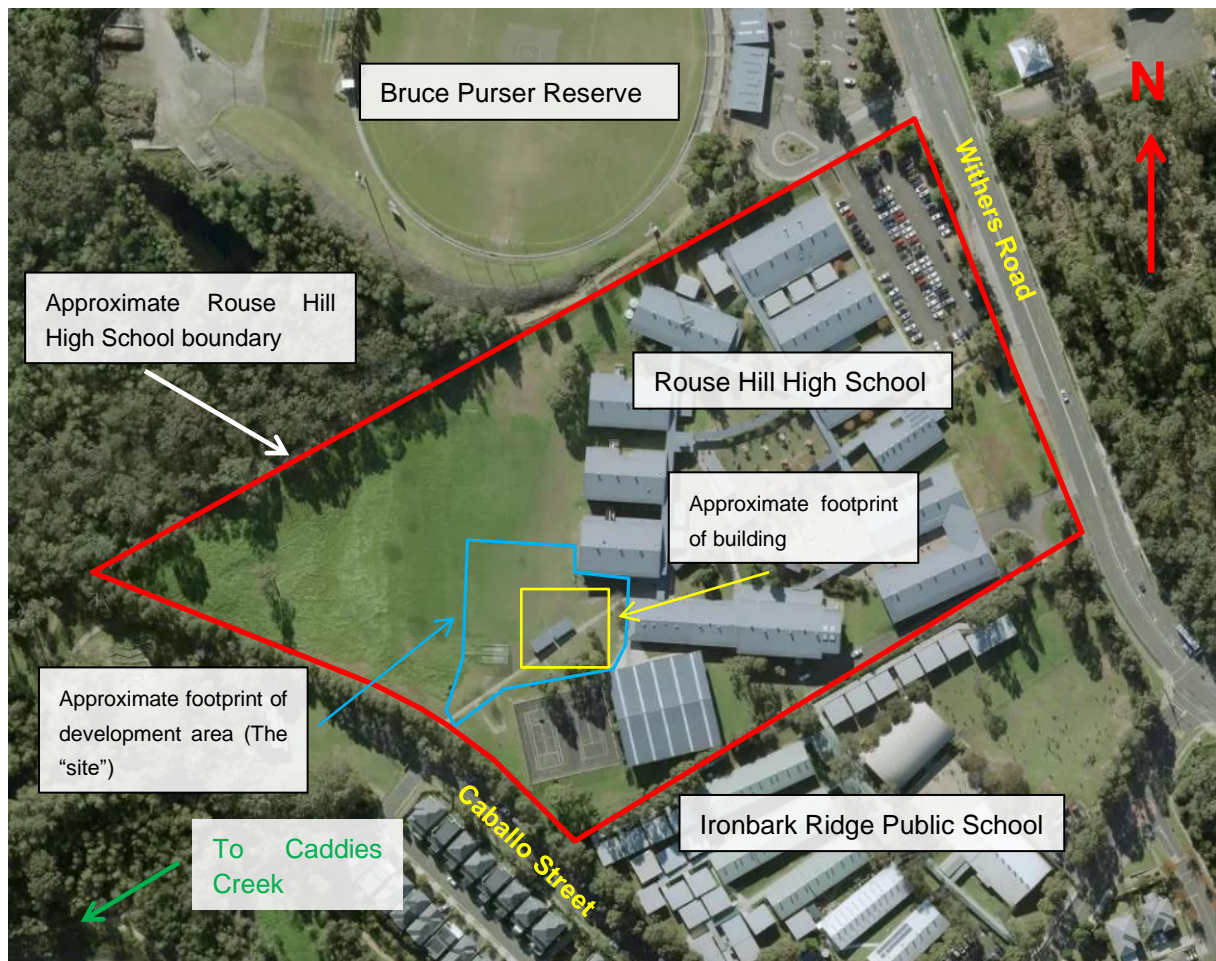 Bruce Purser Reserve
N
Withers Road
Approximate Rouse Hill
High School boundary
Rouse Hill High School
Approximate footprint
of building
Approximate footprint of
development area (The
“site”)
Caballo Street
Ironbark Ridge Public School
To Caddies
Creek